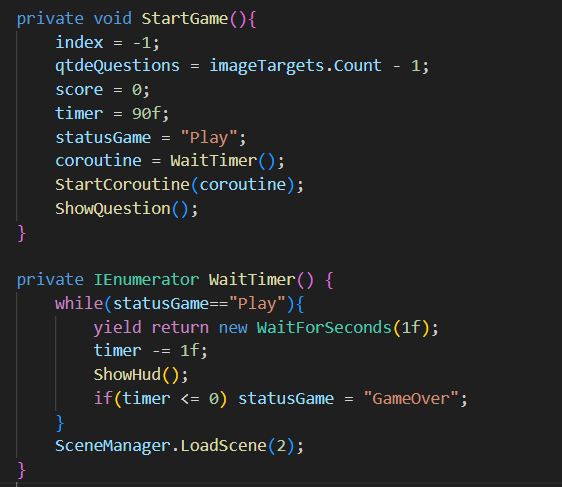 private void StartGame(){
    index = -1;
    qtdeQuestions = imageTargets.Count - 1;
    score = 0;
    timer = 90f;
    statusGame = "Play";
    coroutine = WaitTimer();
    StartCoroutine(coroutine);
    ShowQuestion();
}

private IEnumerator WaitTimer() {
    while(statusGame=="Play"){
        yield return new WaitForSeconds(1f);
        timer -= 1f;
        ShowHud();
        if(timer <= 0) statusGame = "GameOver";
    }
    SceneManager.LoadScene(2);
}